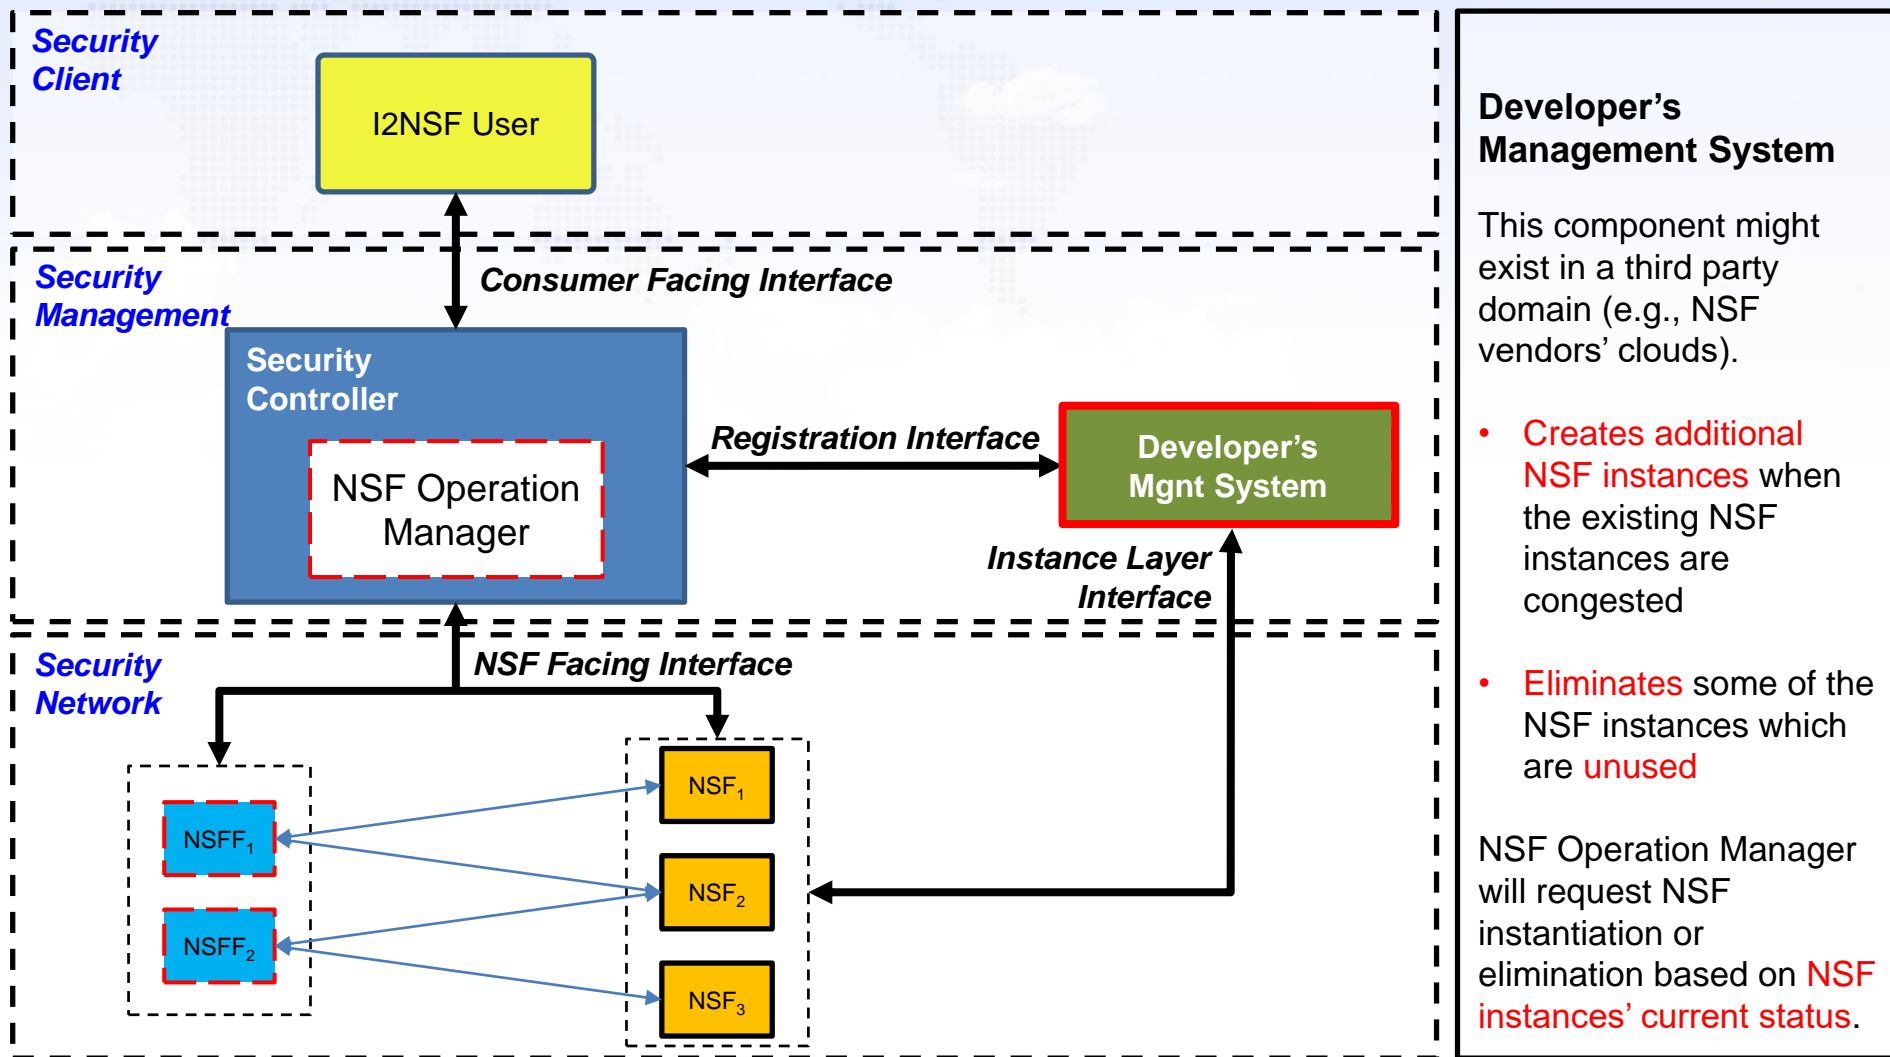 Security
Client
I2NSF User
Security
Management
Consumer Facing Interface
Security
Controller
NSF Operation
Manager
Registration Interface
Developer’s
Mgnt System
Instance Layer
Interface
Security
Network
NSF Facing Interface
NSFF1
NSFF2
NSF1
NSF2
NSF3
Developer’s
Management System
This component might
exist in a third party
domain (e.g., NSF
vendors’ clouds).
• Creates additional
NSF instances when
the existing NSF
instances are
congested
• Eliminates some of the
NSF instances which
are unused
NSF Operation Manager
will request NSF
instantiation or
elimination based on NSF
instances’ current status.